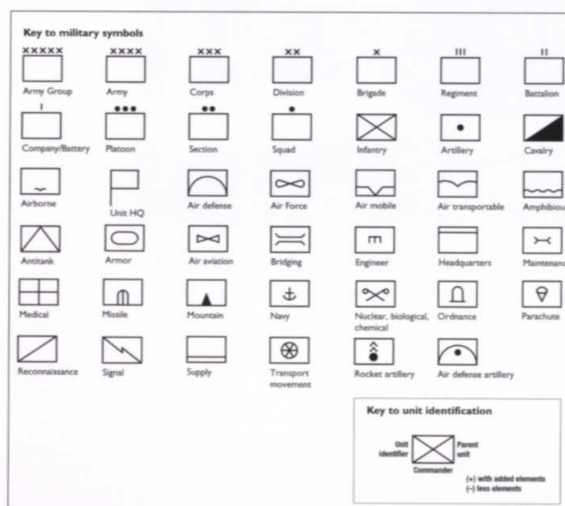 Key to military symbols
XXXXX XXXX XXX XX X III II
Army Group Army Corps Division Brigade Regiment Battalion
I ••• •• •
Company/Battery Platoon Section Squad Infantry Artillery Cavalry
Airborne Unit HQ Air defense Air Force Air mobile Air transportable Amphibiou
Antitank Armor Air aviation Bridging Engineer Headquarters Maintenanc
Medical Missile Mountain Navy Nuclear, biological, Ordnance Parachute
chemical
Reconnaissance Signal Supply Transport Rocket artillery Air defense artillery
movement
Key to unit identification
Unit Parent
identifier unit
Commander
(+) with added elements
(–) less elements